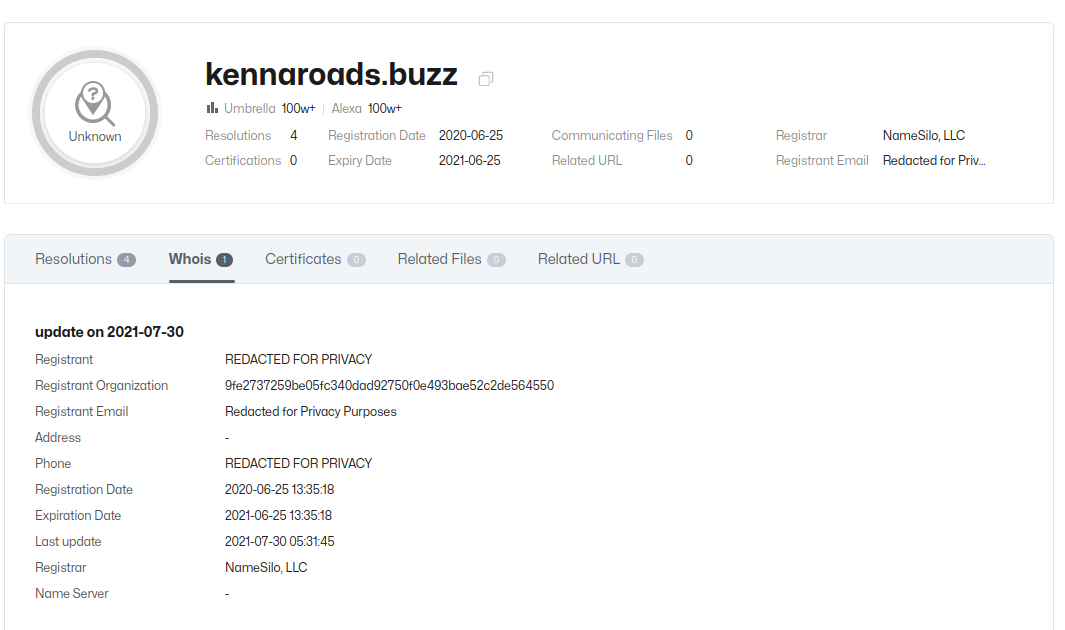 kennaroads.buzz
?
Unknown
Umbrella 100w+ | Alexa 100w+
Resolutions 4 Registration Date 2020-06-25 Communicating Files 0 Registrar NameSilo, LLC
Certifications 0 Expiry Date 2021-06-25 Related URL 0 Registrant Email Redacted for Priv...
Resolutions 4 Whois 1 Certificates 0 Related Files 0 Related URL 0
update on 2021-07-30
Registrant REDACTED FOR PRIVACY
Registrant Organization 9fe2737259be05fc340dad92750f0e493bae52c2de564550
Registrant Email Redacted for Privacy Purposes
Address -
Phone REDACTED FOR PRIVACY
Registration Date 2020-06-25 13:35:18
Expiration Date 2021-06-25 13:35:18
Last update 2021-07-30 05:31:45
Registrar NameSilo, LLC
Name Server -